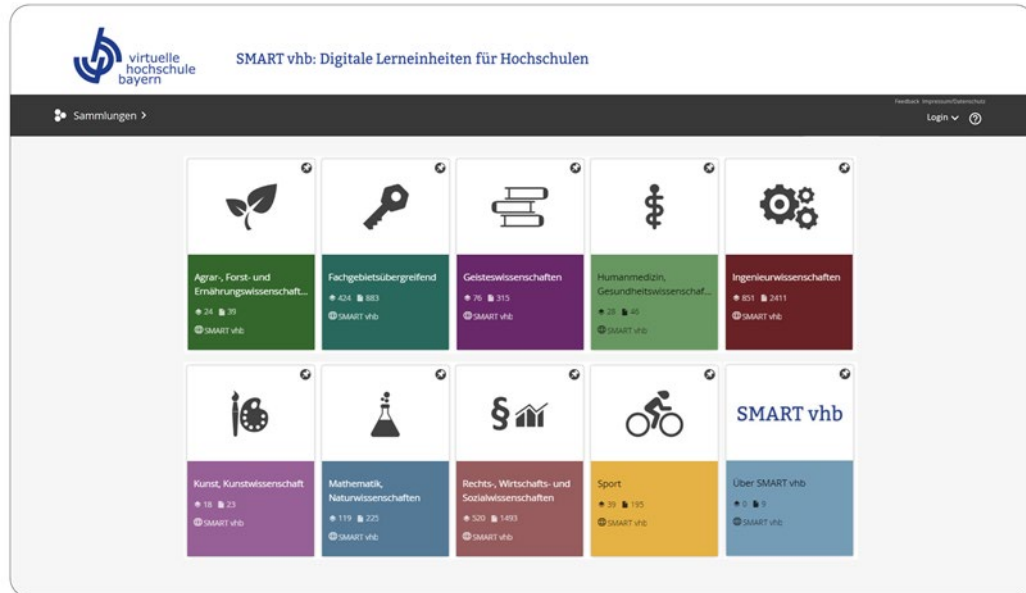 virtuelle
hochschule
bayern
SMART vhb: Digitale Lerneinheiten für Hochschulen
Feedback Impressum/Datenschutz
Sammlungen
Login
Agrar-, Forst- und
Ernährungswissenschaft...
24 39
SMART vhb
Fachgebietsübergreifend
424 883
SMART vhb
Geisteswissenschaften
76 315
SMART vhb
Humanmedizin,
Gesundheitswissenschaf...
28 46
SMART vhb
Ingenieurwissenschaften
851 2411
SMART vhb
Kunst, Kunstwissenschaft
18 23
SMART vhb
Mathematik,
Naturwissenschaften
119 225
SMART vhb
§
Rechts-, Wirtschafts- und
Sozialwissenschaften
520 1493
SMART vhb
Sport
39 195
SMART vhb
SMART vhb
Über SMART vhb
0 9
SMART vhb